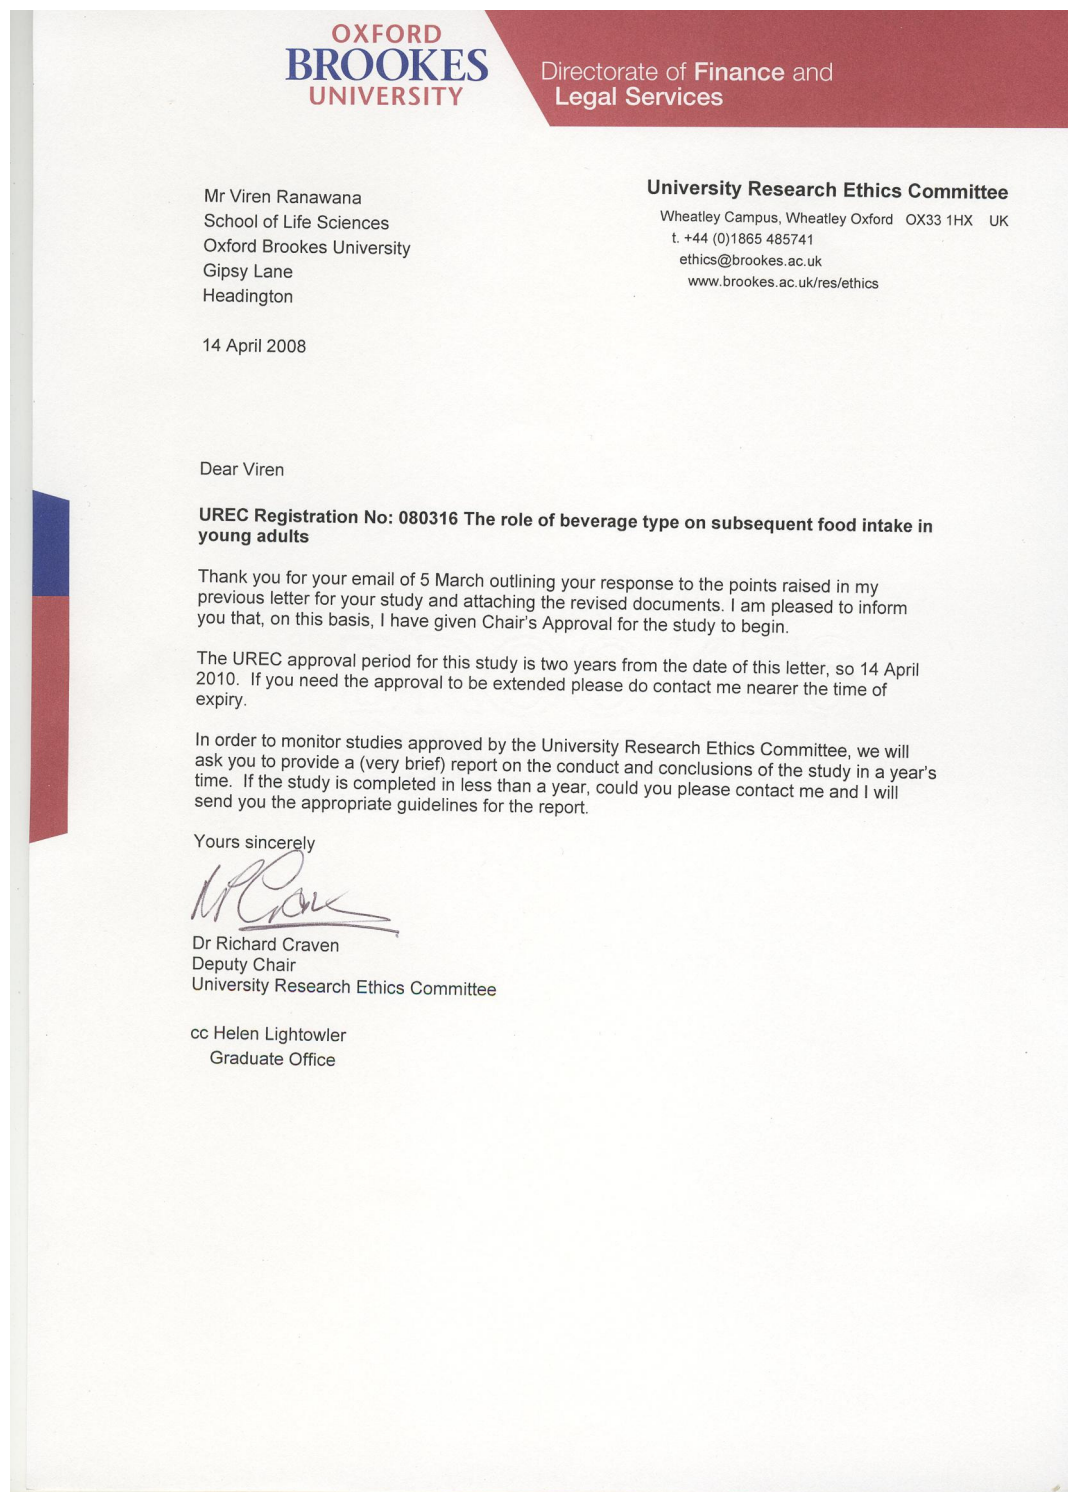 OXFORD
BROOKES
UNIVERSITY
Directorate of Finance and
Legal Services
Mr Viren Ranawana
School of Life Sciences
Oxford Brookes University
Gipsy Lane
Headington
14 April 2008
University Research Ethics Committee
Wheatley Campus, Wheatley Oxford OX33 1HX UK
t. +44 (0)1865 485741
ethics@brookes.ac.uk
www.brookes.ac.uk/res/ethics
Dear Viren
UREC Registration No: 080316 The role of beverage type on subsequent food intake in
young adults
Thank you for your email of 5 March outlining your response to the points raised in my
previous letter for your study and attaching the revised documents. I am pleased to inform
you that, on this basis, I have given Chair's Approval for the study to begin.
The UREC approval period for this study is two years from the date of this letter, so 14 April
2010. If you need the approval to be extended please do contact me nearer the time of
expiry.
In order to monitor studies approved by the University Research Ethics Committee, we will
ask you to provide a (very brief) report on the conduct and conclusions of the study in a year's
time. If the study is completed in less than a year, could you please contact me and I will
send you the appropriate guidelines for the report.
Yours sincerely
Dr Richard Craven
Deputy Chair
University Research Ethics Committee
cc Helen Lightowler
Graduate Office